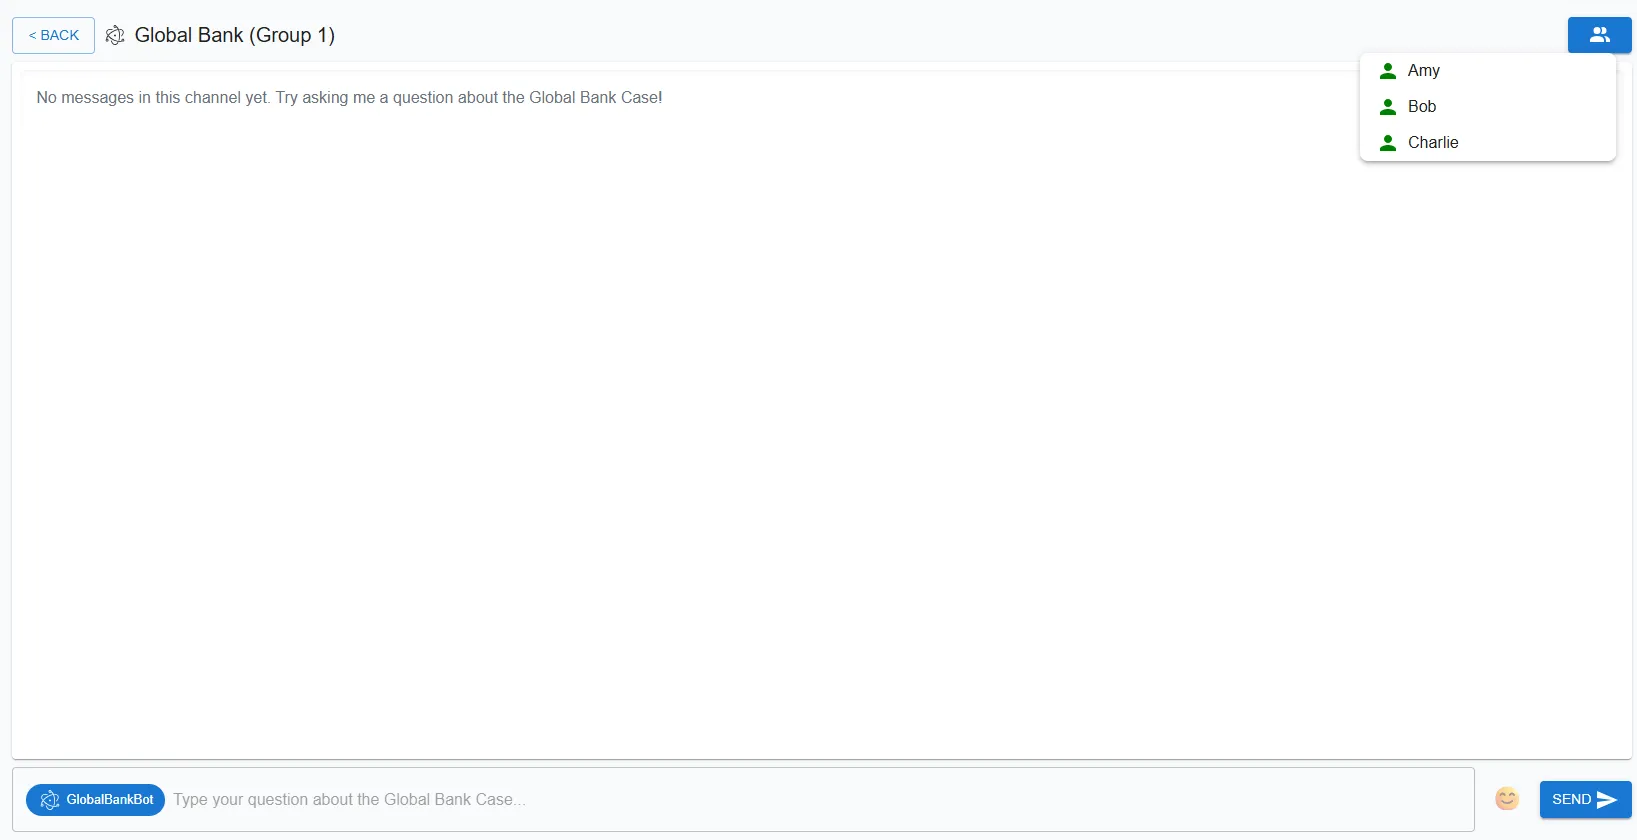 < BACK
Global Bank (Group 1)
Amy
No messages in this channel yet. Try asking me a question about the Global Bank Case!
Bob
Charlie
GlobalBankBot
Type your question about the Global Bank Case...
SEND